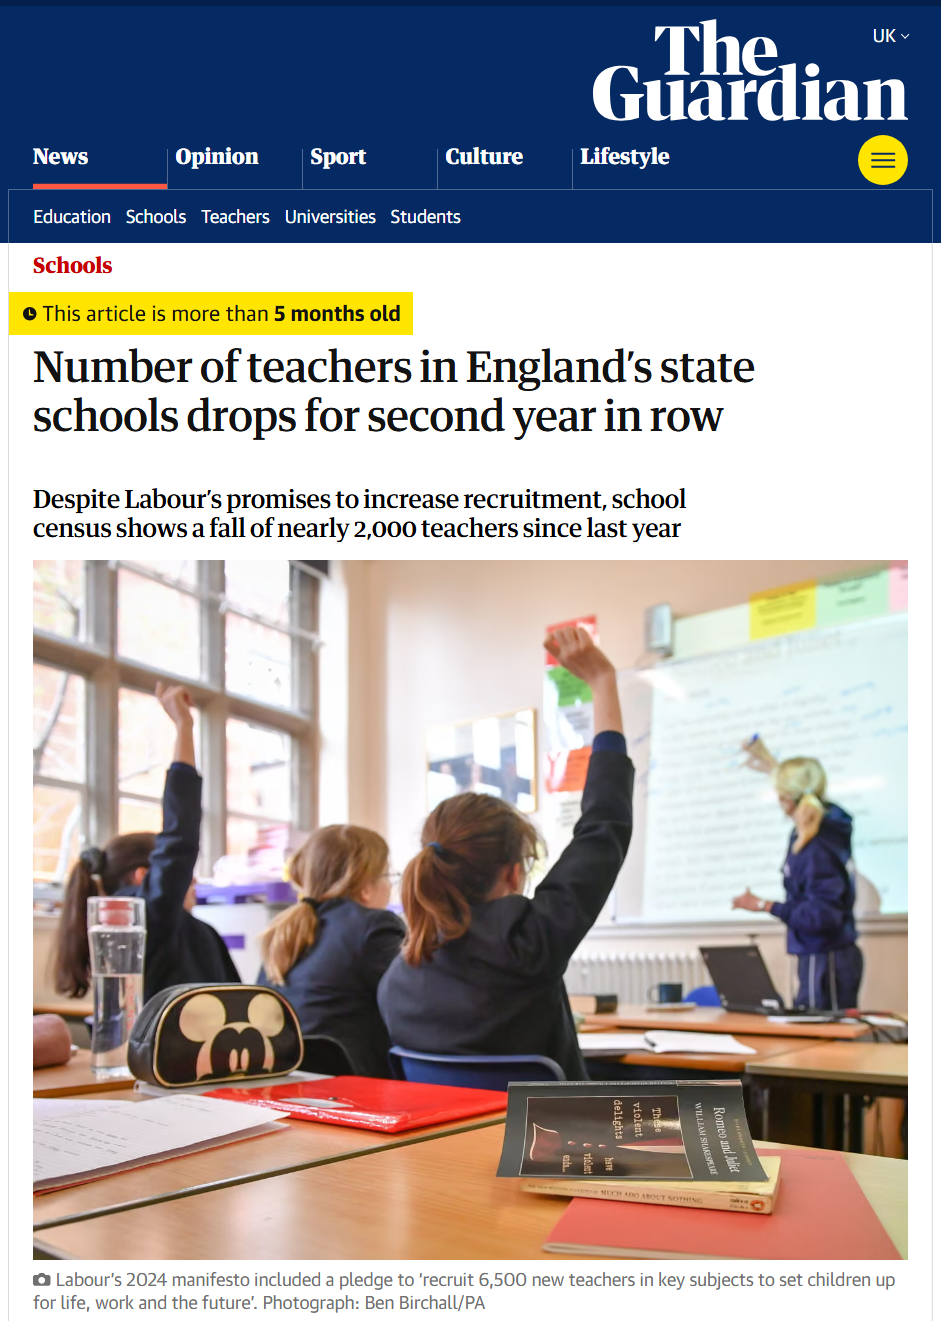 UK
The
Guardian
News
Opinion
Sport
Culture
Lifestyle
Education Schools Teachers Universities Students
Schools
This article is more than 5 months old
Number of teachers in England's state
schools drops for second year in row
Despite Labour's promises to increase recruitment, school
census shows a fall of nearly 2,000 teachers since last year
These
violent
delights
have
violent
ends...
Romeo and Juliet
WILLIAM SHAKESPEARE
MUCH ADO ABOUT NOTHING
Labour's 2024 manifesto included a pledge to 'recruit 6,500 new teachers in key subjects to set children up
for life, work and the future'. Photograph: Ben Birchall/PA